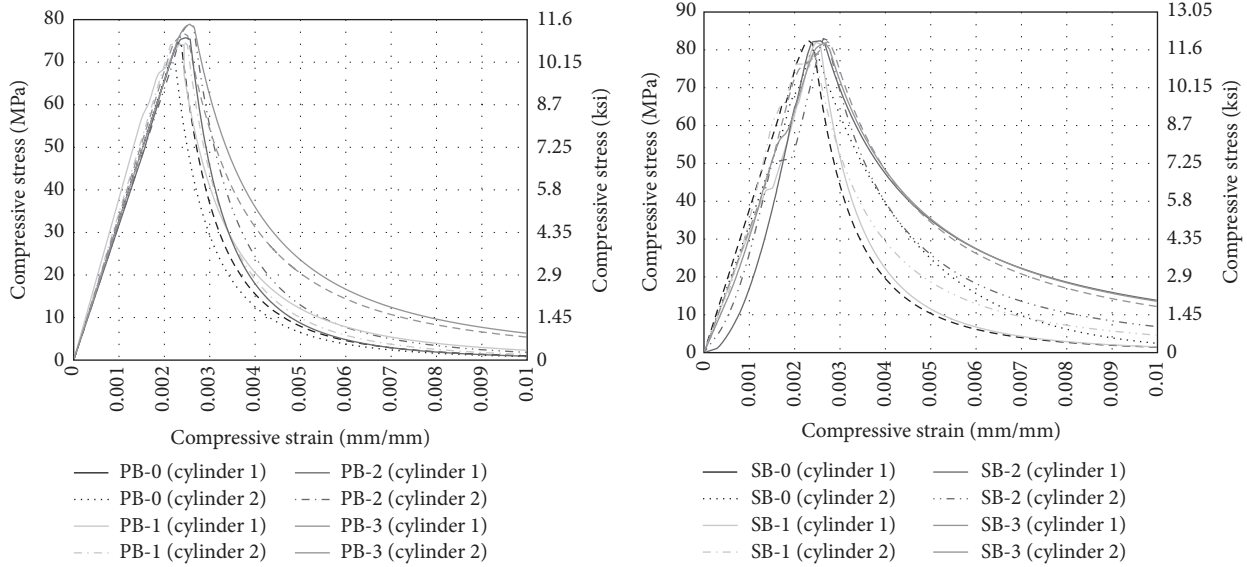 80
70
60
50
40
30
20
10
0
Compressive stress (MPa)
11.6
10.15
8.7
7.25
5.8
4.35
2.9
1.45
0
Compressive stress (ksi)
0
0.001
0.002
0.003
0.004
0.005
0.006
0.007
0.008
0.009
0.01
Compressive strain (mm/mm)
PB-0 (cylinder 1)
PB-0 (cylinder 2)
PB-1 (cylinder 1)
PB-1 (cylinder 2)
PB-2 (cylinder 1)
PB-2 (cylinder 2)
PB-3 (cylinder 1)
PB-3 (cylinder 2)
90
80
70
60
50
40
30
20
10
0
Compressive stress (MPa)
13.05
11.6
10.15
8.7
7.25
5.8
4.35
2.9
1.45
0
Compressive stress (ksi)
0
0.001
0.002
0.003
0.004
0.005
0.006
0.007
0.008
0.009
0.01
Compressive strain (mm/mm)
SB-0 (cylinder 1)
SB-0 (cylinder 2)
SB-1 (cylinder 1)
SB-1 (cylinder 2)
SB-2 (cylinder 1)
SB-2 (cylinder 2)
SB-3 (cylinder 1)
SB-3 (cylinder 2)